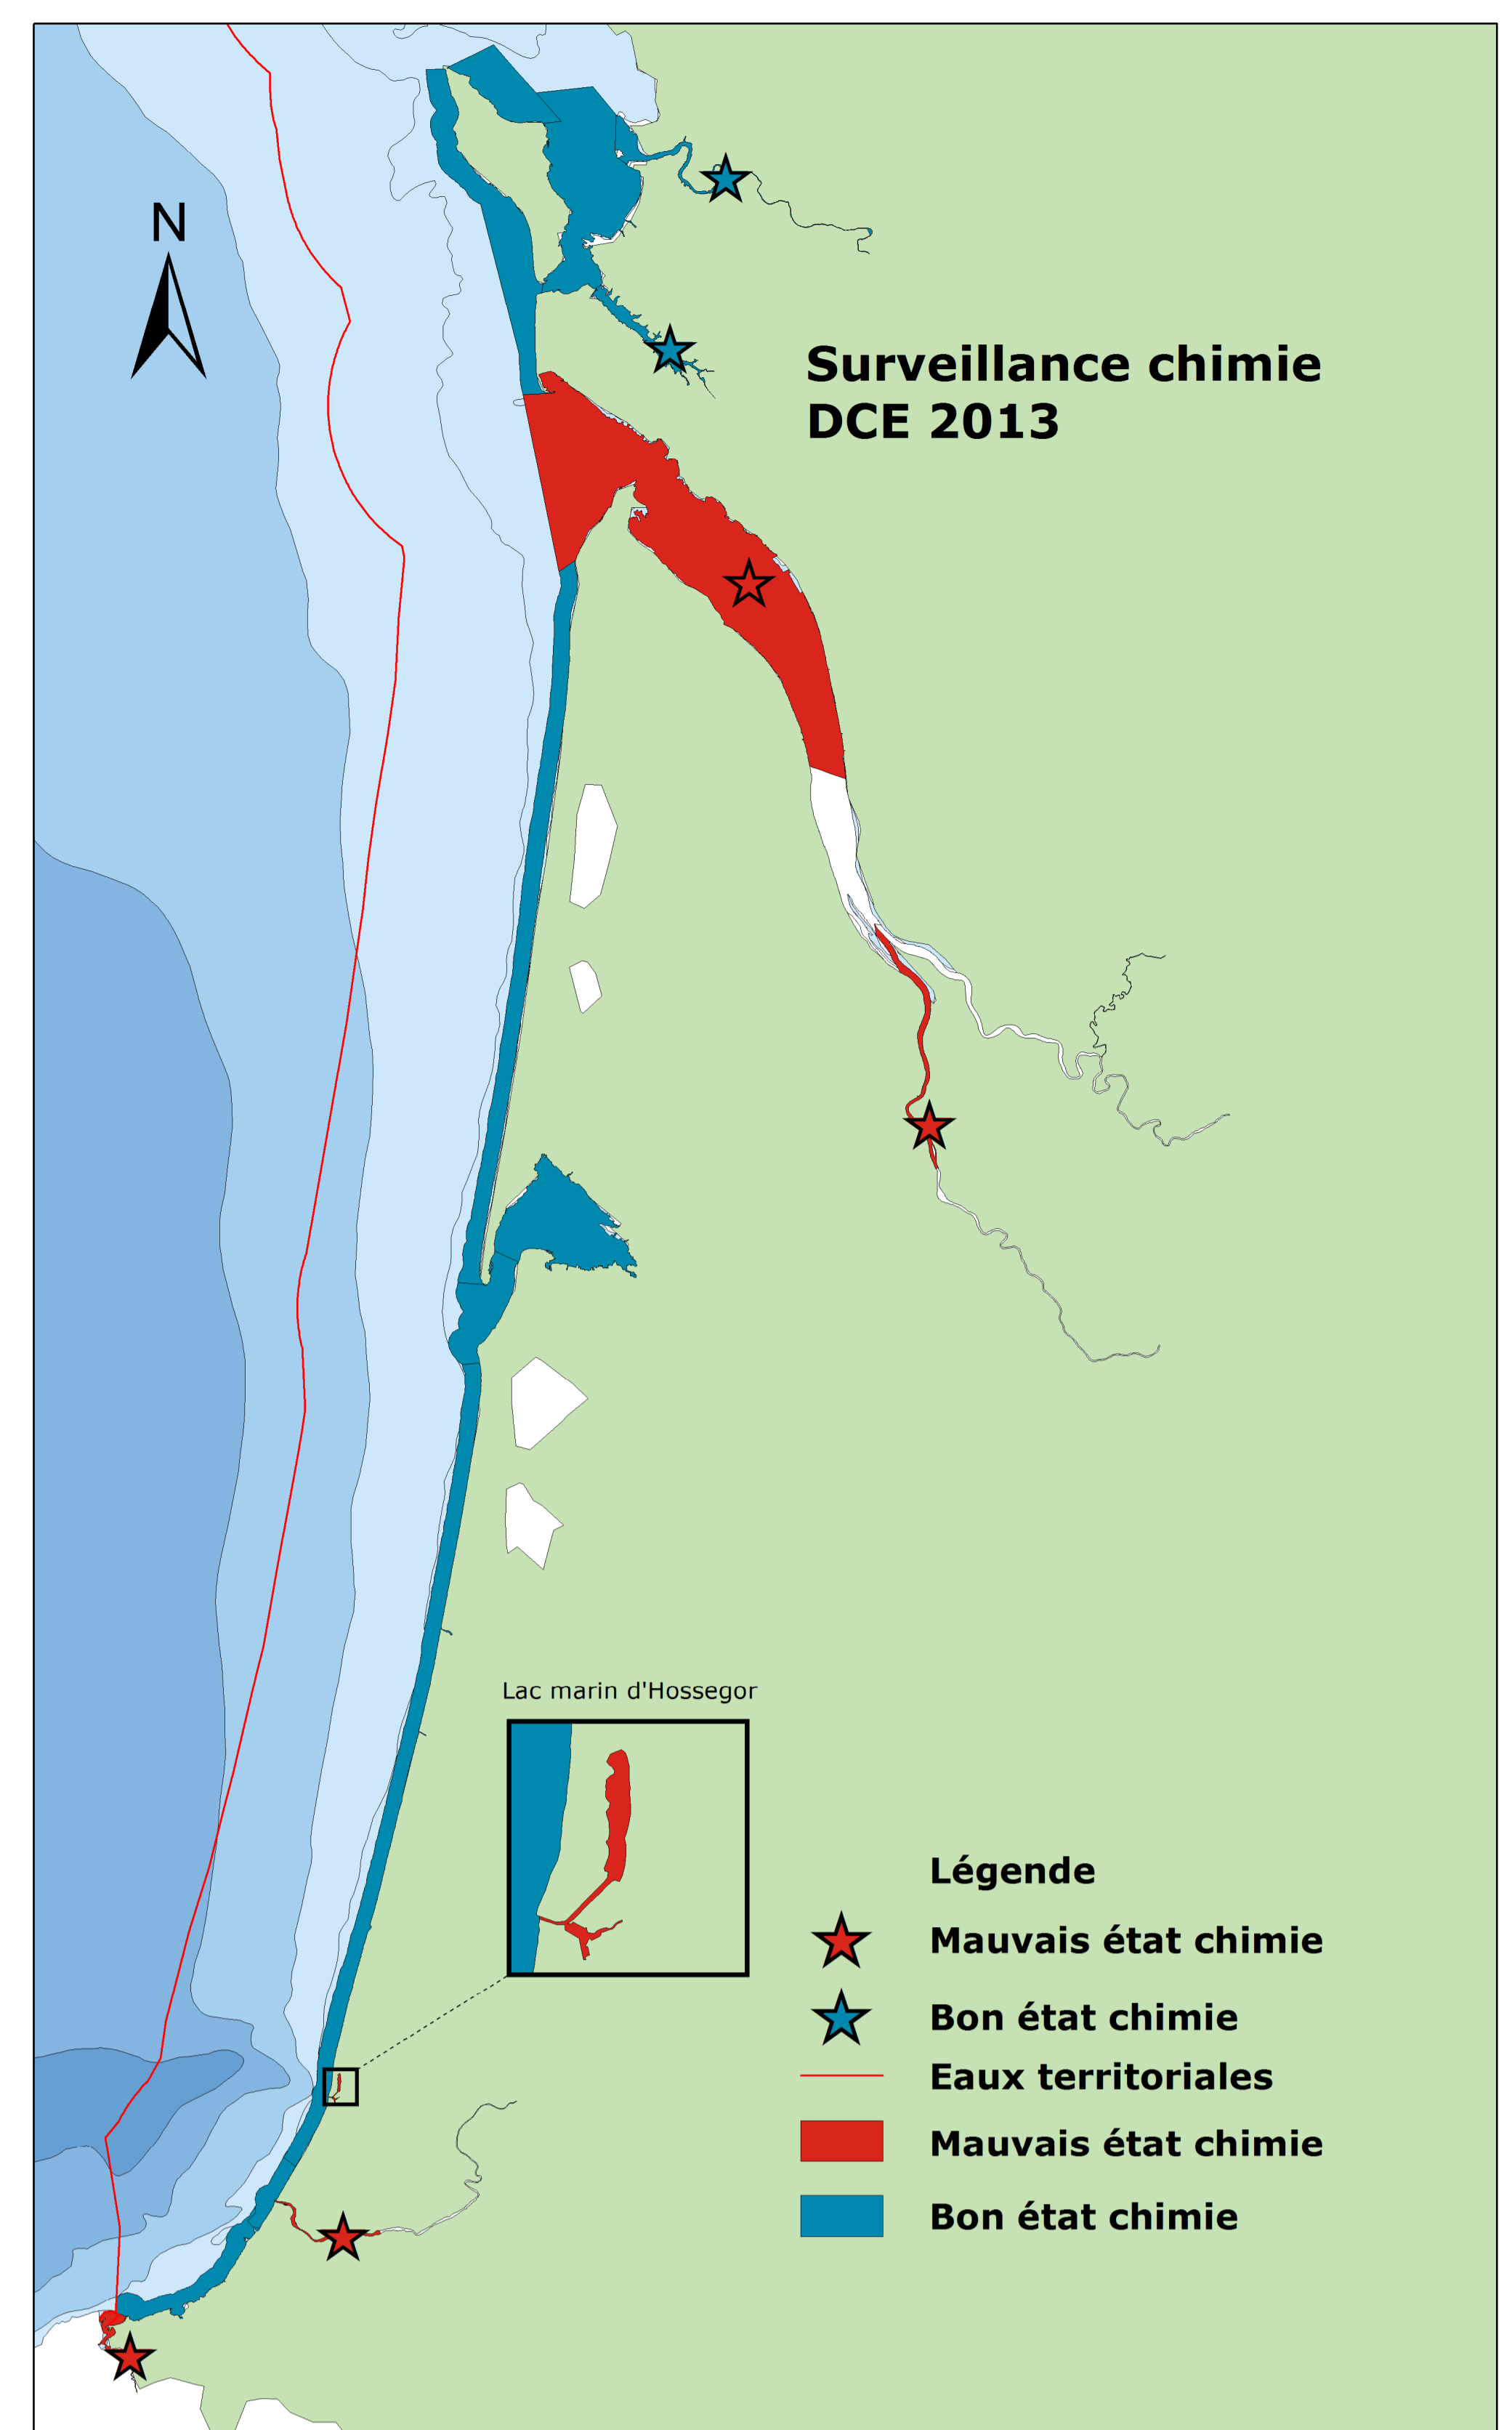 N
Surveillance chimie
DCE 2013
Lac marin d'Hossegor
Légende
Mauvais état chimie
Bon état chimie
Eaux territoriales
Mauvais état chimie
Bon état chimie